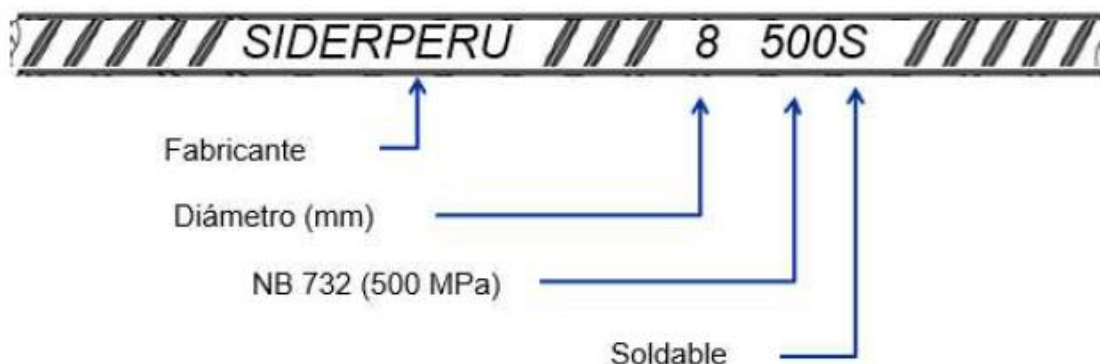 SIDERPERU 8 500S
Fabricante
Diámetro (mm)
NB 732 (500 MPa)
Soldable